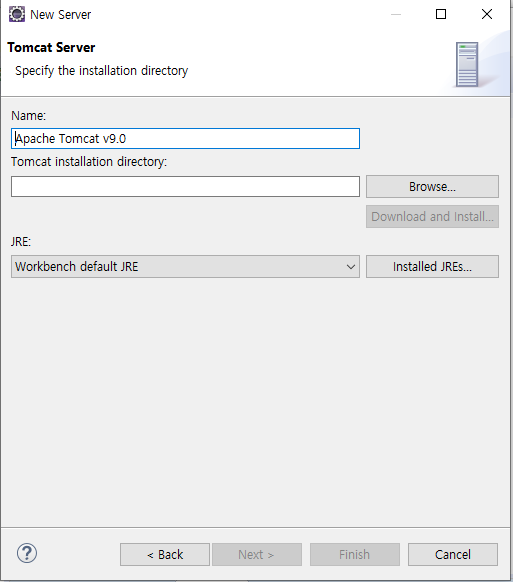 New Server
Tomcat Server
Specify the installation directory
Name:
Apache Tomcat v9.0
Tomcat installation directory:
Browse...
Download and Install...
JRE:
Workbench default JRE
Installed JREs...
?
< Back
Next >
Finish
Cancel